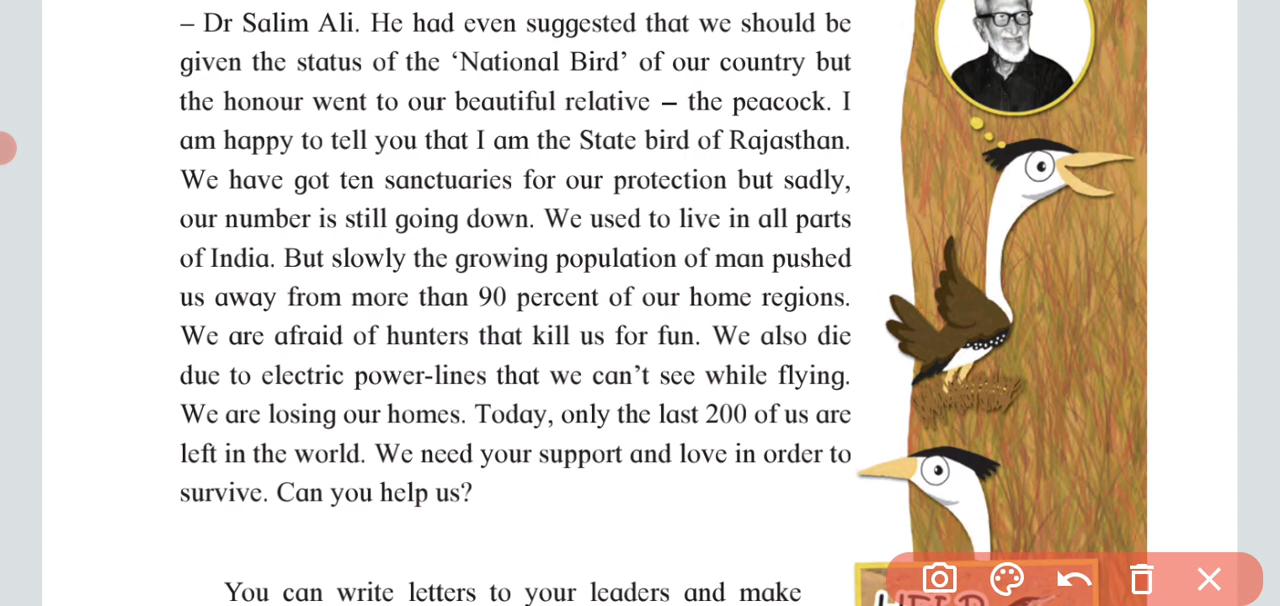 – Dr Salim Ali. He had even suggested that we should be
given the status of the ‘National Bird’ of our country but
the honour went to our beautiful relative – the peacock. I
am happy to tell you that I am the State bird of Rajasthan.
We have got ten sanctuaries for our protection but sadly,
our number is still going down. We used to live in all parts
of India. But slowly the growing population of man pushed
us away from more than 90 percent of our home regions.
We are afraid of hunters that kill us for fun. We also die
due to electric power-lines that we can’t see while flying.
We are losing our homes. Today, only the last 200 of us are
left in the world. We need your support and love in order to
survive. Can you help us?
You can write letters to your leaders and make
HELP